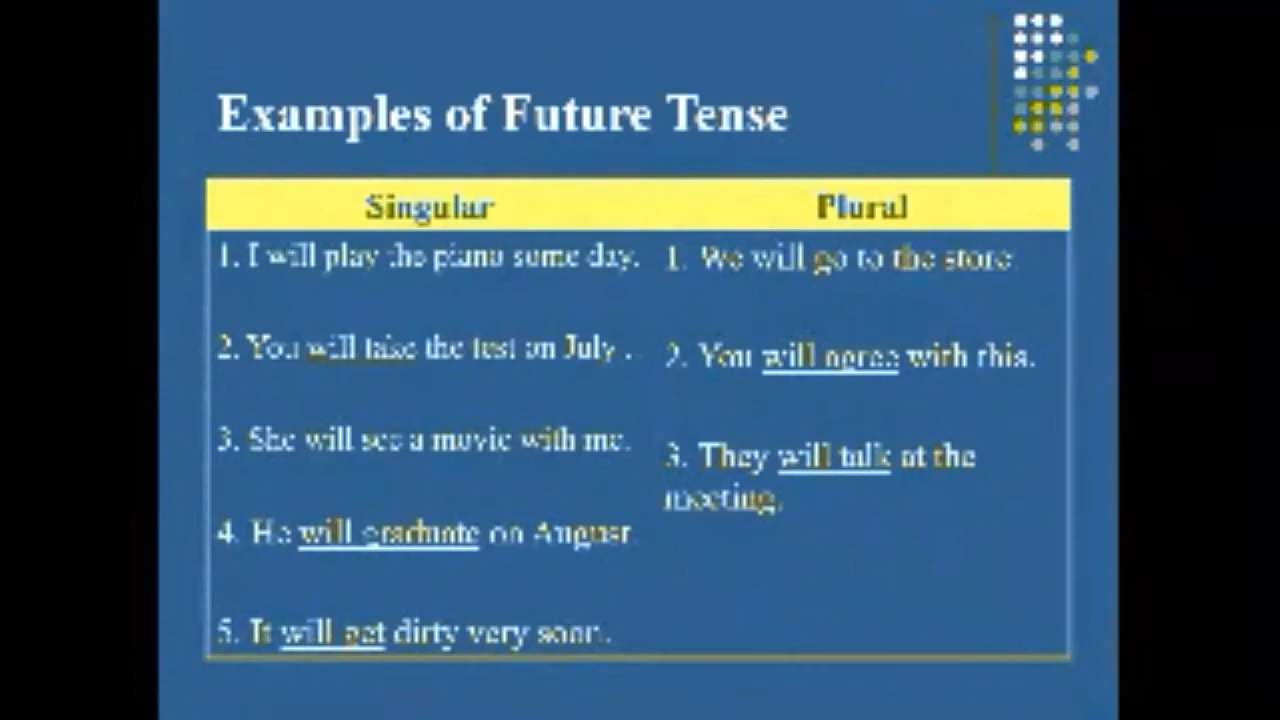 Examples of Future Tense
Singular
Plural
1. I will play the piano some day.
2. You will take the test on July .
3. She will see a movie with me.
4. He will graduate on August.
5. It will get dirty very soon.
1. We will go to the store
2. You will agree with this.
3. They will talk at the
meeting.